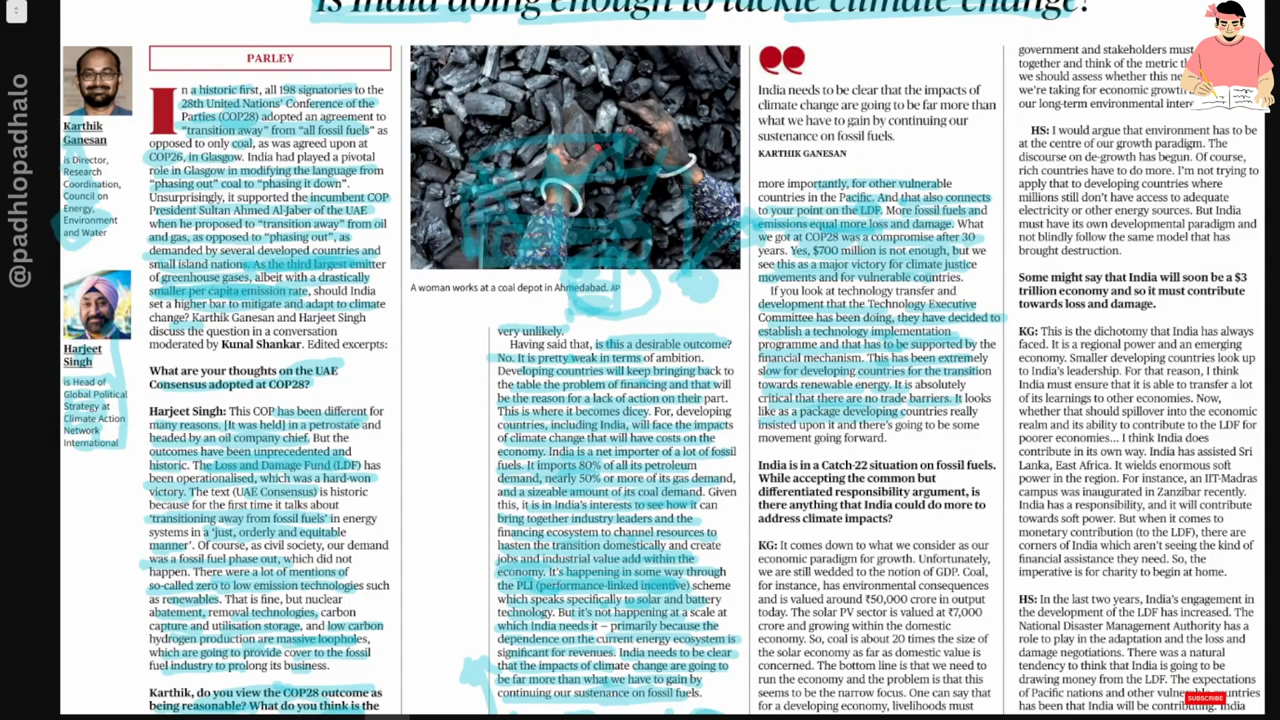 @padhlopadhalo
Is India doing enough to tackle climate change?
Karthik
Ganesan
is Director,
Research
Coordination,
Council on
Energy,
Environment
and Water
Harjeet
Singh
is Head of
Global Political
Strategy at
Climate Action
Network
International
PARLEY
In a historic first, all 198 signatories to the
28th United Nations' Conference of the
Parties (COP28) adopted an agreement to
“transition away” from “all fossil fuels” as
opposed to only coal, as was agreed upon at
COP26, in Glasgow. India had played a pivotal
role in Glasgow in modifying the language from
“phasing out” coal to “phasing it down”.
Unsurprisingly, it supported the incumbent COP
President Sultan Ahmed Al-Jaber of the UAE
when he proposed to “transition away” from oil
and gas, as opposed to “phasing out”, as
demanded by several developed countries and
small island nations. As the third largest emitter
of greenhouse gases, albeit with a drastically
smaller per capita emission rate, should India
set a higher bar to mitigate and adapt to climate
change? Karthik Ganesan and Harjeet Singh
discuss the question in a conversation
moderated by Kunal Shankar. Edited excerpts:
What are your thoughts on the UAE
Consensus adopted at COP28?
Harjeet Singh: This COP has been different for
many reasons. [It was held] in a petrostate and
headed by an oil company chief. But the
outcomes have been unprecedented and
historic. The Loss and Damage Fund (LDF) has
been operationalised, which was a hard-won
victory. The text (UAE Consensus) is historic
because for the first time it talks about
‘transitioning away from fossil fuels’ in energy
systems in a ‘just, orderly and equitable
manner’. Of course, as civil society, our demand
was a fossil fuel phase out, which did not
happen. There were a lot of mentions of
so-called zero to low emission technologies such
as renewables. That is fine, but nuclear
abatement, removal technologies, carbon
capture and utilisation storage, and low carbon
hydrogen production are massive loopholes,
which are going to provide cover to the fossil
fuel industry to prolong its business.
Karthik, do you view the COP28 outcome as
being reasonable? What do you think is the
A woman works at a coal depot in Ahmedabad. AP
very unlikely.
Having said that, is this a desirable outcome?
No. It is pretty weak in terms of ambition.
Developing countries will keep bringing back to
the table the problem of financing and that will
be the reason for a lack of action on their part.
This is where it becomes dicey. For, developing
countries, including India, will face the impacts
of climate change that will have costs on the
economy. India is a net importer of a lot of fossil
fuels. It imports 80% of all its petroleum
demand, nearly 50% or more of its gas demand,
and a sizeable amount of its coal demand. Given
this, it is in India's interests to see how it can
bring together industry leaders and the
financing ecosystem to channel resources to
hasten the transition domestically and create
jobs and industrial value add within the
economy. It's happening in some way through
the PLI (performance-linked incentive) scheme
which speaks specifically to solar and battery
technology. But it's not happening at a scale at
which India needs it – primarily because the
dependence on the current energy ecosystem is
significant for revenues. India needs to be clear
that the impacts of climate change are going to
be far more than what we have to gain by
continuing our sustenance on fossil fuels.
India needs to be clear that the impacts of
climate change are going to be far more than
what we have to gain by continuing our
sustenance on fossil fuels.
KARTHIK GANESAN
more importantly, for other vulnerable
countries in the Pacific. And that also connects
to your point on the LDF. More fossil fuels and
emissions equal more loss and damage. What
we got at COP28 was a compromise after 30
years. Yes, $700 million is not enough, but we
see this as a major victory for climate justice
movements and for vulnerable countries.
If you look at technology transfer and
development that the Technology Executive
Committee has been doing, they have decided to
establish a technology implementation
programme and that has to be supported by the
financial mechanism. This has been extremely
slow for developing countries for the transition
towards renewable energy. It is absolutely
critical that there are no trade barriers. It looks
like as a package developing countries really
insisted upon it and there's going to be some
movement going forward.
India is in a Catch-22 situation on fossil fuels.
While accepting the common but
differentiated responsibility argument, is
there anything that India could do more to
address climate impacts?
KG: It comes down to what we consider as our
economic paradigm for growth. Unfortunately,
we are still wedded to the notion of GDP. Coal,
for instance, has environmental consequences
and is valued around ₹50,000 crore in output
today. The solar PV sector is valued at ₹7,000
crore and growing within the domestic
economy. So, coal is about 20 times the size of
the solar economy as far as domestic value is
concerned. The bottom line is that we need to
run the economy and the problem is that this
seems to be the narrow focus. One can say that
for a developing economy, livelihoods must
government and stakeholders must
together and think of the metric
we should assess whether this
we're taking for economic growth
our long-term environmental
HS: I would argue that environment has to be
at the centre of our growth paradigm. The
discourse on de-growth has begun. Of course,
rich countries have to do more. I'm not trying to
apply that to developing countries where
millions still don't have access to adequate
electricity or other energy sources. But India
must have its own developmental paradigm and
not blindly follow the same model that has
brought destruction.
Some might say that India will soon be a $3
trillion economy and so it must contribute
towards loss and damage.
KG: This is the dichotomy that India has always
faced. It is a regional power and an emerging
economy. Smaller developing countries look up
to India's leadership. For that reason, I think
India must ensure that it is able to transfer a lot
of its learnings to other economies. Now,
whether that should spillover into the economic
realm and its ability to contribute to the LDF for
poorer economies... I think India does
contribute in its own way. India has assisted Sri
Lanka, East Africa. It wields enormous soft
power in the region. For instance, an IIT-Madras
campus was inaugurated in Zanzibar recently.
India has a responsibility, and it will contribute
towards soft power. But when it comes to
monetary contribution (to the LDF), there are
corners of India which aren't seeing the kind of
financial assistance they need. So, the
imperative is for charity to begin at home.
HS: In the last two years, India's engagement in
the development of the LDF has increased. The
National Disaster Management Authority has a
role to play in the adaptation and the loss and
damage negotiations. There was a natural
tendency to think that India is going to be
drawing money from the LDF. The expectations
of Pacific nations and other countries
has been that India will be contributing. India
SUBSCRIBE